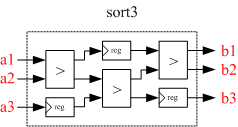 sort3
a1 reg b1
> >
a2 > b2
a3 reg reg b3